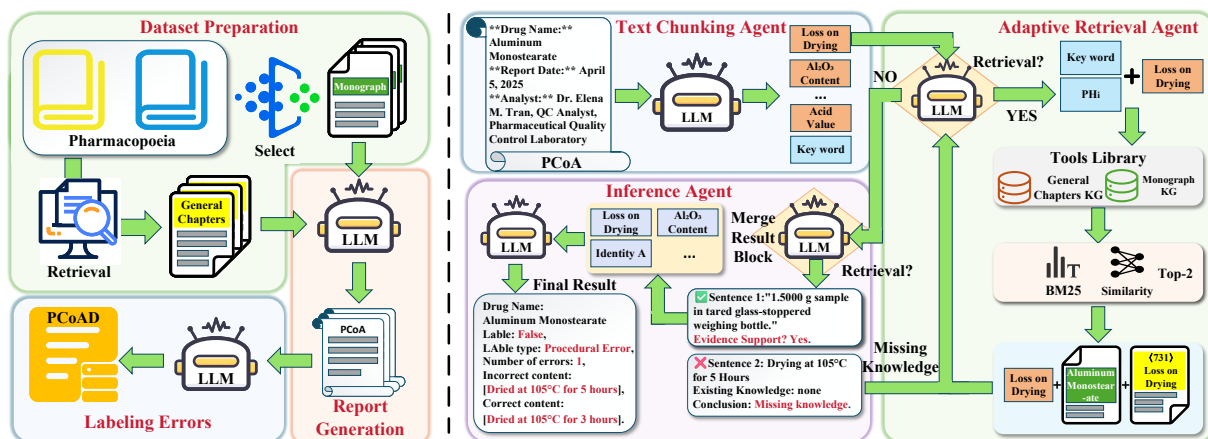 Dataset Preparation
Pharmacopoeia
Select
Monograph
Retrieval
General
Chapters
LLM
PCoA
Report
Generation
LLM
PCoAD
Labeling Errors
Text Chunking Agent
**Drug Name:**
Aluminum
Monostearate
**Report Date:** April
5, 2025
**Analyst:** Dr. Elena
M. Tran, QC Analyst,
Pharmaceutical Quality
Control Laboratory
PCoA
LLM
Loss on
Drying
Al₂O₃
Content
...
Acid
Value
Key word
Adaptive Retrieval Agent
LLM
Retrieval?
NO
YES
Key word
PHi
+
Loss on
Drying
Tools Library
General
Chapters KG
Monograph
KG
BM25
Similarity
Top-2
Loss on
Drying
+
Aluminum
Monostear
-ate
+
⟨731⟩
Loss on
Drying
Missing
Knowledge
Inference Agent
Merge
Result
Block
LLM
Retrieval?
Loss on
Drying
Al₂O₃
Content
Identity A
...
LLM
Final Result
Sentence 1:"1.5000 g sample
in tared glass-stoppered
weighing bottle."
Evidence Support? Yes.
Sentence 2: Drying at 105°C
for 5 Hours
Existing Knowledge: none
Conclusion: Missing knowledge.
Drug Name:
Aluminum Monostearate
Lable: False,
LAble type: Procedural Error,
Number of errors: 1,
Incorrect content:
[Dried at 105°C for 5 hours],
Correct content:
[Dried at 105°C for 3 hours].